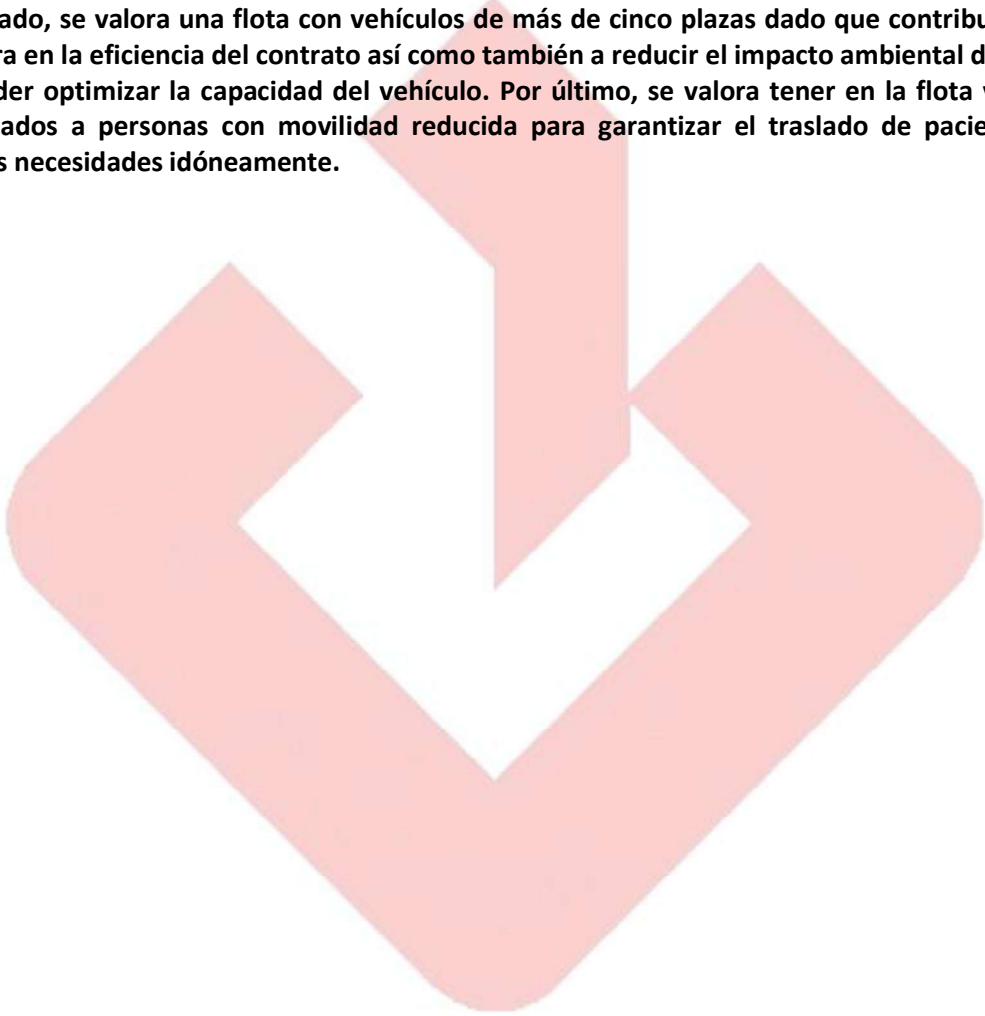 ado, se valora una flota con vehículos de más de cinco plazas dado que contribu
ra en la eficiencia del contrato así como también a reducir el impacto ambiental d
der optimizar la capacidad del vehículo. Por último, se valora tener en la flota v
ados a personas con movilidad reducida para garantizar el traslado de pacie
s necesidades idóneamente.